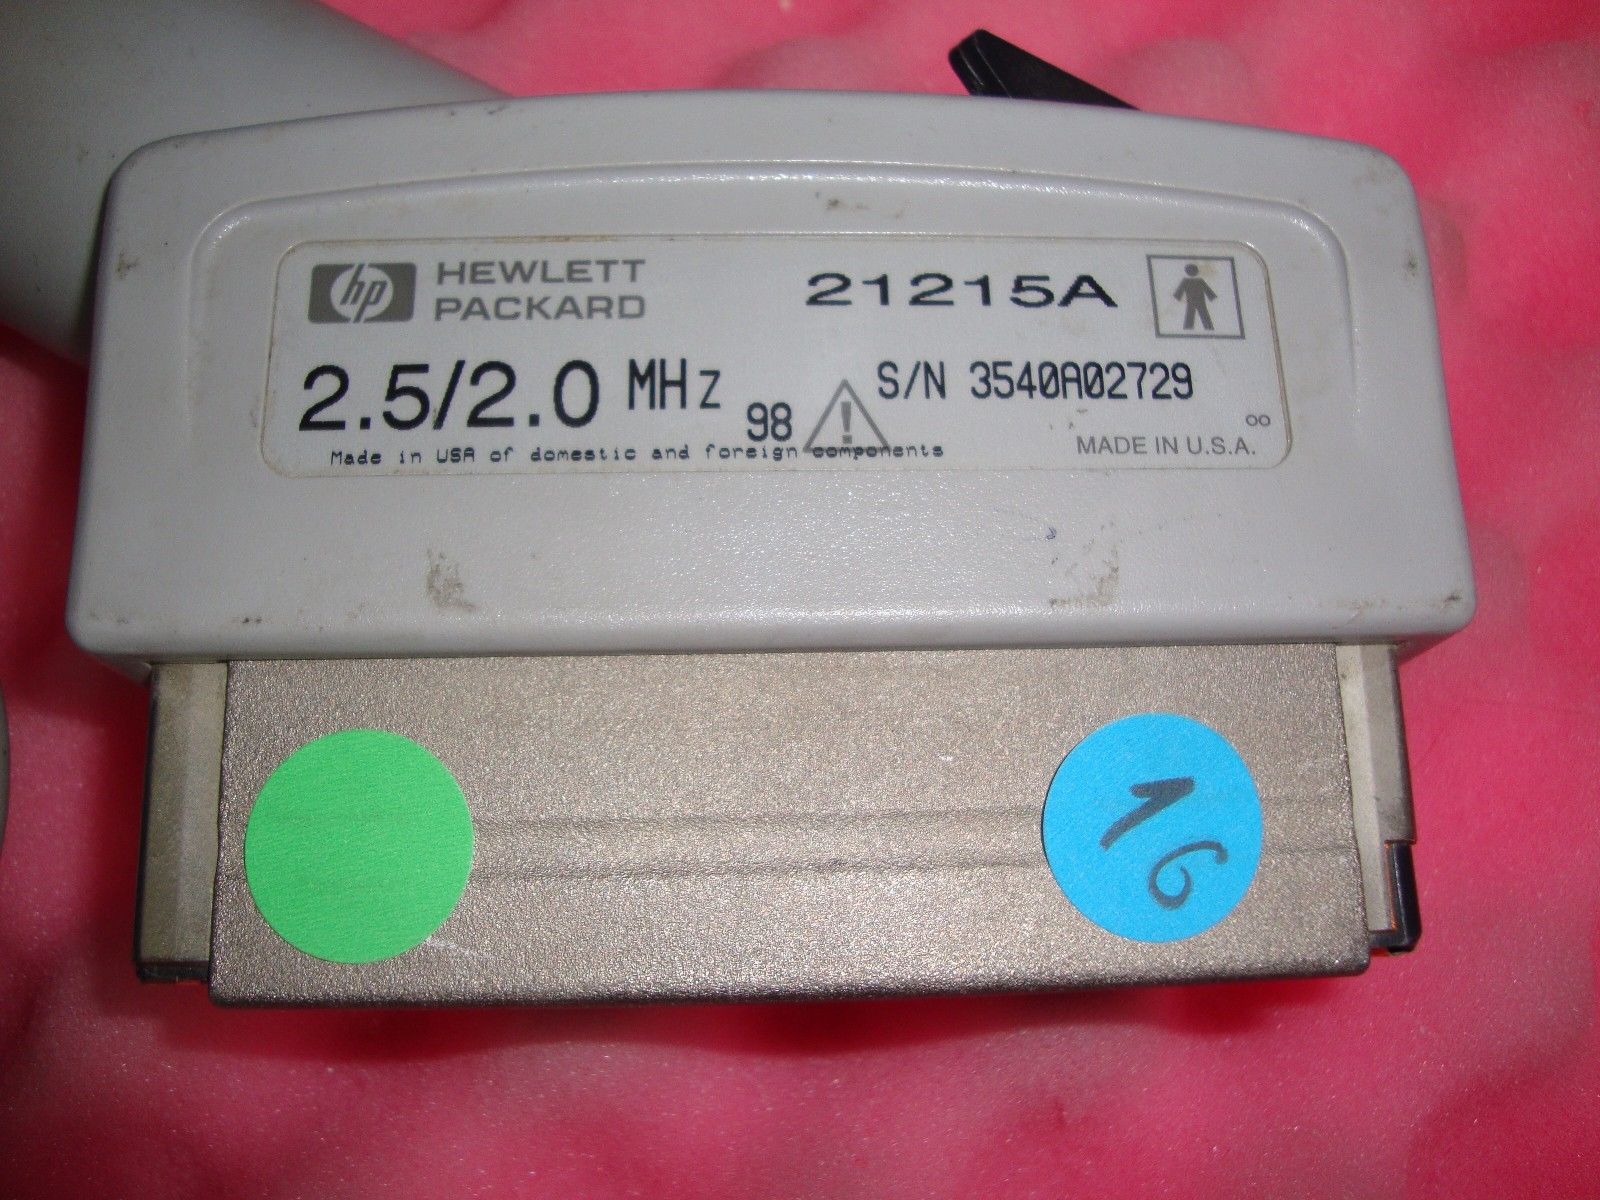 hp HEWLETT
PACKARD
21215A
2.5/2.0 MHz
98
!
S/N 3540A02729
Made in USA of domestic and foreign components
oo
MADE IN U.S.A.
16